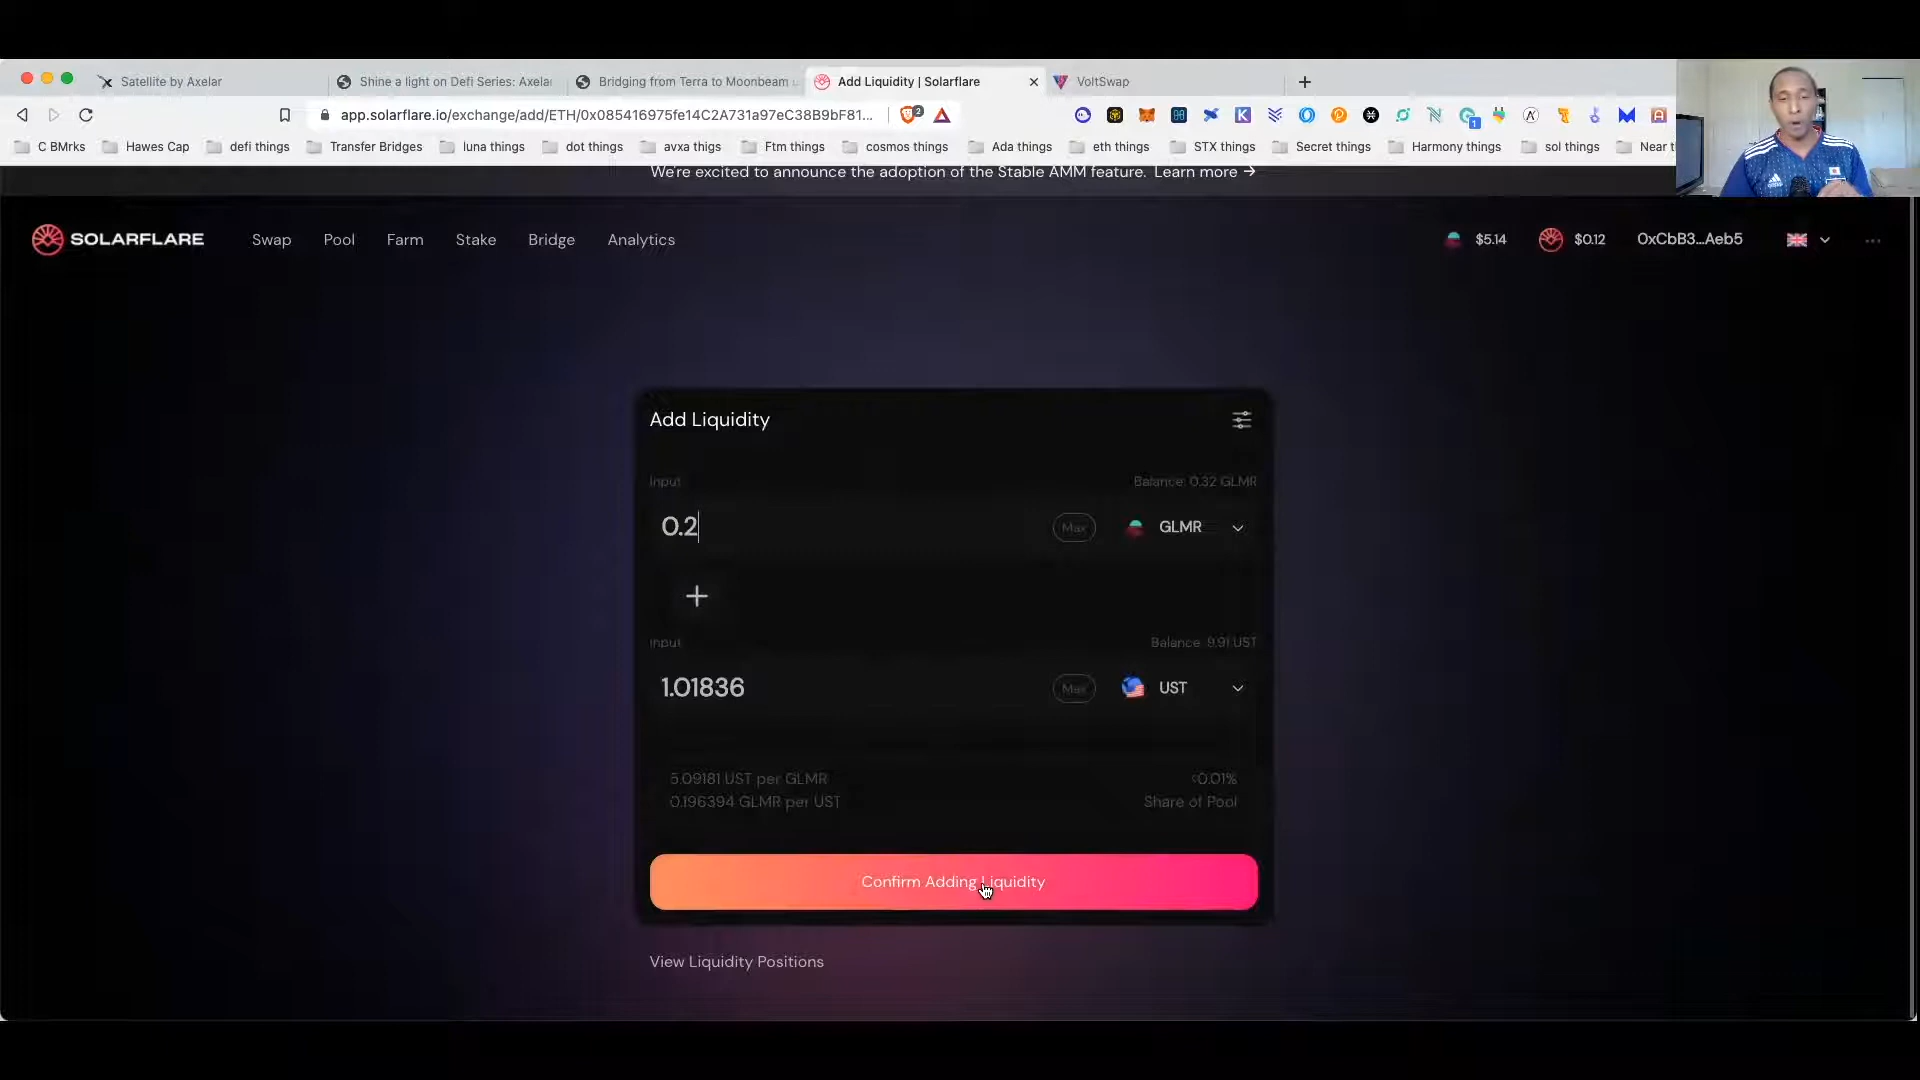 Satellite by Axelar
Shine a light on Defi Series: Axela
Bridging from Terra to Moonbeam u
Add Liquidity | Solarflare
VoltSwap
app.solarflare.io/exchange/add/ETH/0x085416975fe14C2A731a97eC38B9bF81...
2
1
C BMrks
Hawes Cap
defi things
Transfer Bridges
luna things
dot things
avxa thigs
Ftm things
cosmos things
Ada things
eth things
STX things
Secret things
Harmony things
sol things
Near t
We're excited to announce the adoption of the Stable AMM feature. Learn more →
SOLARFLARE
Swap
Pool
Farm
Stake
Bridge
Analytics
$5.14
$0.12
0xCbB3...Aeb5
Add Liquidity
Input
Balance: 0.32 GLMR
0.2
Max
GLMR
Input
Balance: 9.91 UST
1.01836
Max
UST
5.09181 UST per GLMR
<0.01%
0.196394 GLMR per UST
Share of Pool
Confirm Adding Liquidity
View Liquidity Positions